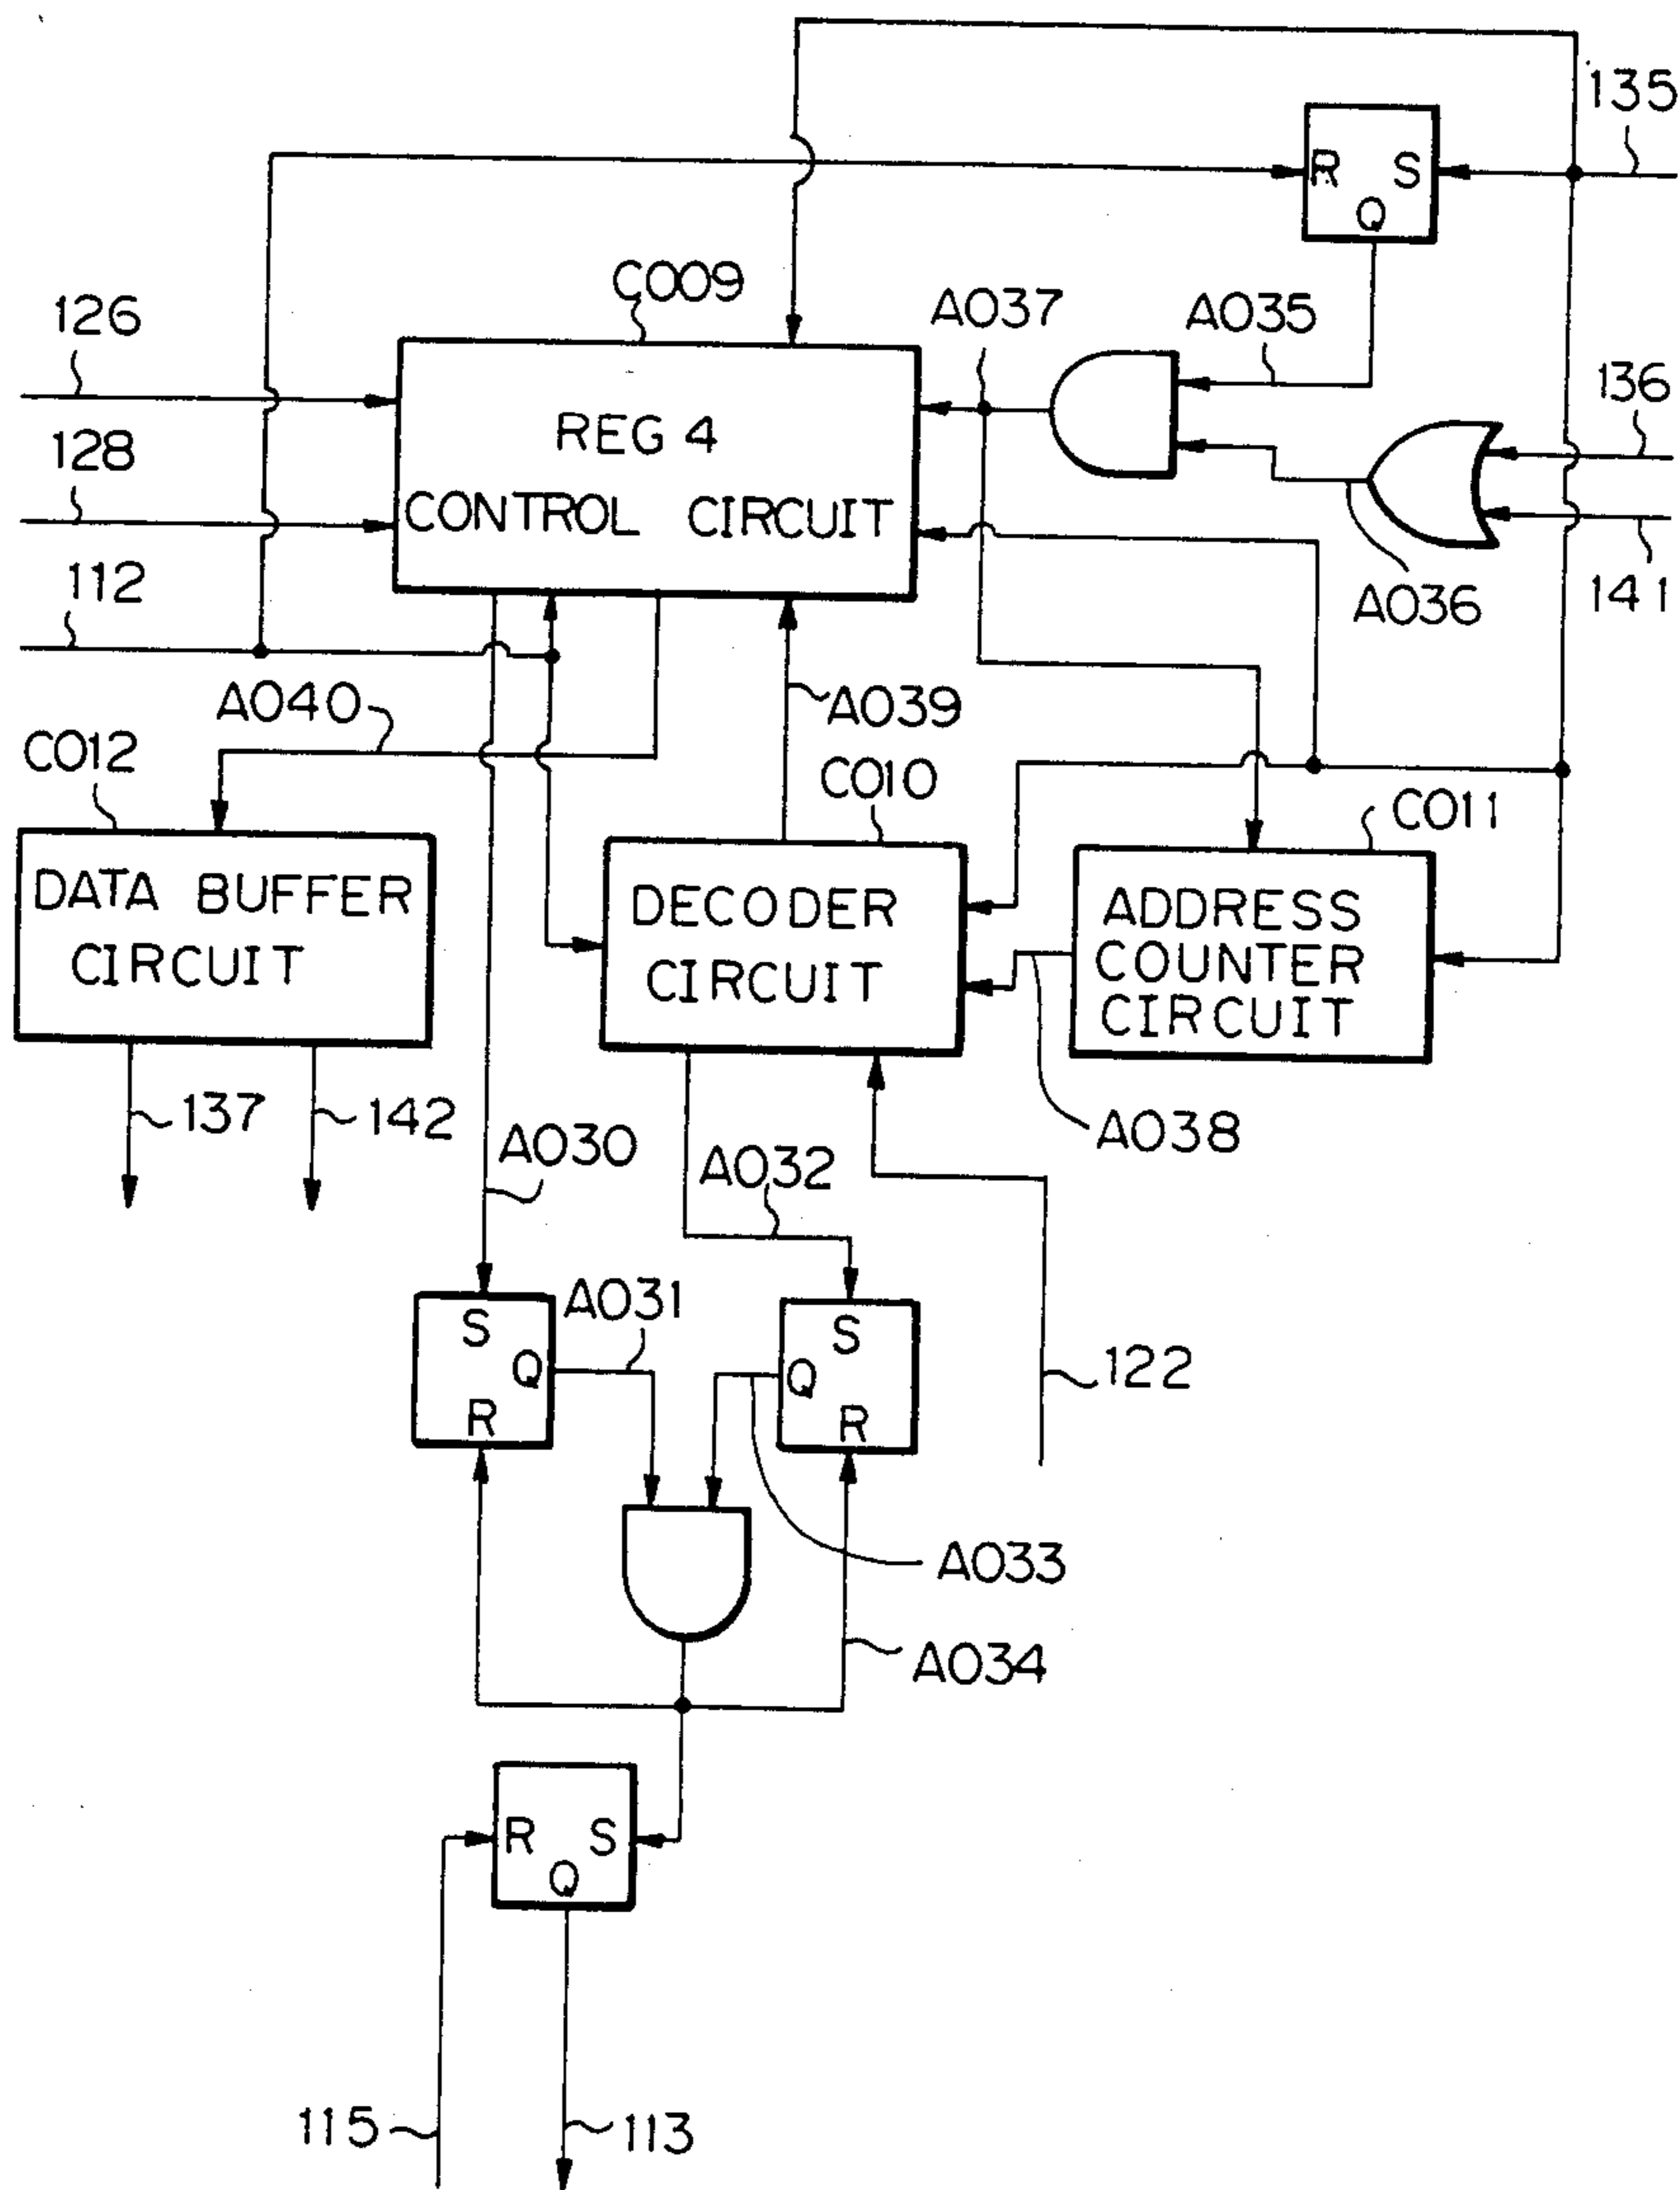 135
R S
Q
C009
126
A037
A035
136
REG 4
128
CONTROL CIRCUIT
112
A036
141
A040
A039
C012
C010
C011
DATA BUFFER
CIRCUIT
DECODER
CIRCUIT
ADDRESS
COUNTER
CIRCUIT
137
142
A030
A032
A038
A031
S
Q
R
S
Q
R
122
A033
A034
R S
Q
115
113